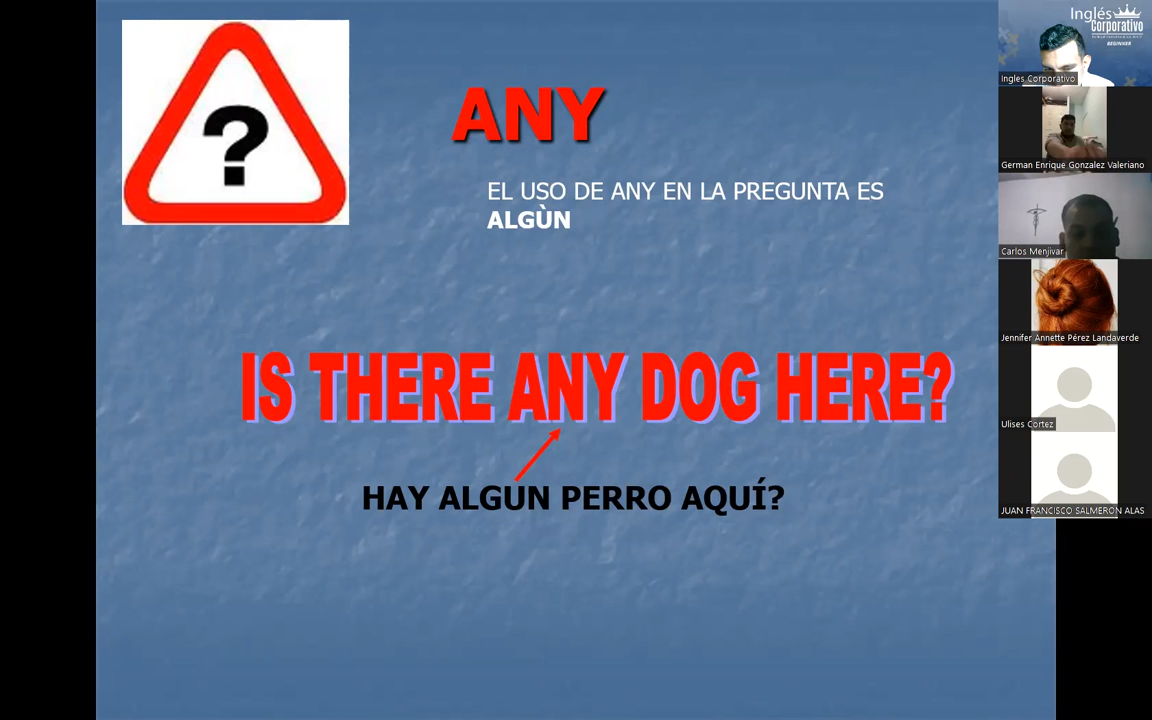 ?
ANY
EL USO DE ANY EN LA PREGUNTA ES
ALGÙN
IS THERE ANY DOG HERE?
HAY ALGÚN PERRO AQUÍ?
Inglés
Corporativo
BEGINNER
Ingles Corporativo
German Enrique Gonzalez Valeriano
Carlos Menjivar
Jennifer Annette Pérez Landaverde
Ulises Cortez
JUAN FRANCISCO SALMERON ALAS